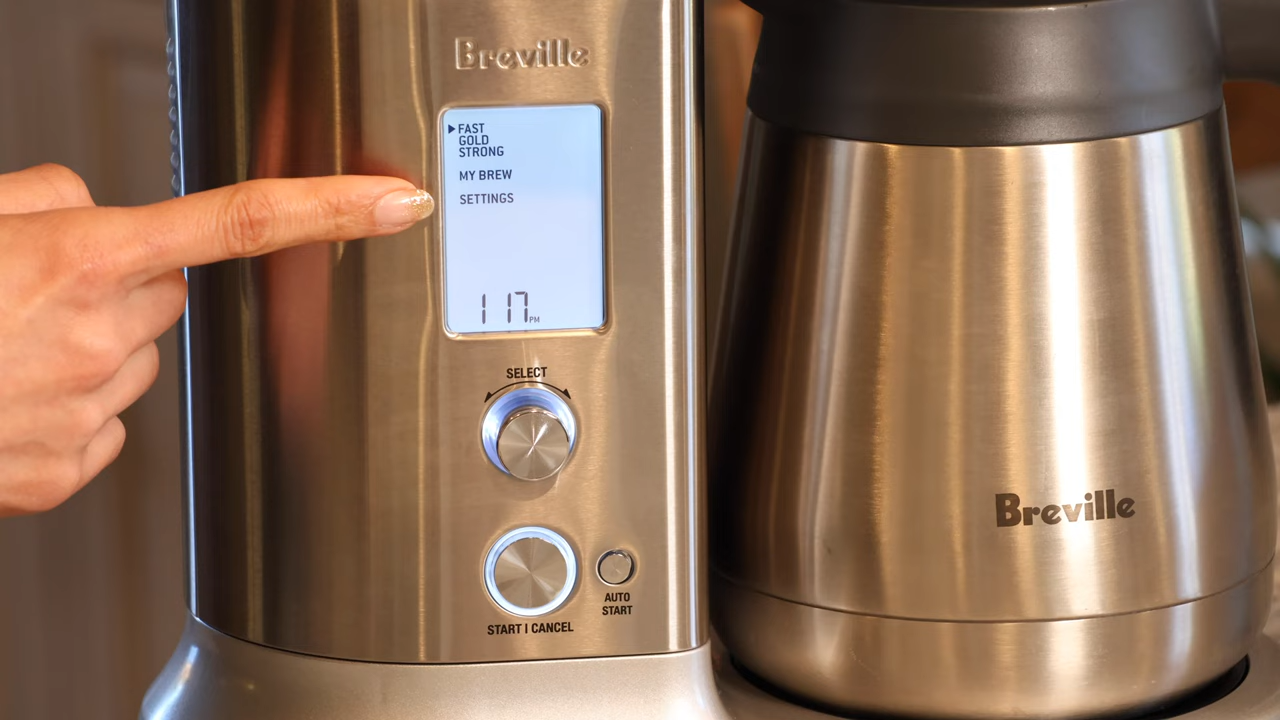 Breville
FAST
GOLD
STRONG
MY BREW
SETTINGS
1 17 PM
SELECT
START | CANCEL
AUTO
START
Breville